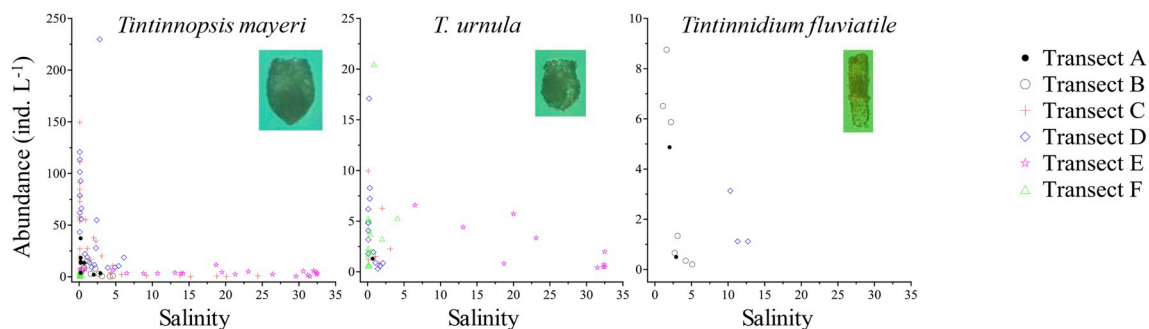 Tintinnopsis mayeri
T. urnula
Tintinnidium fluviatile
Abundance (ind. L-1)
250
200
150
100
50
0
0 5 10 15 20 25 30 35
Salinity
25
20
15
10
5
0
0 5 10 15 20 25 30 35
Salinity
10
8
6
4
2
0
0 5 10 15 20 25 30 35
Salinity
Transect A
Transect B
Transect C
Transect D
Transect E
Transect F